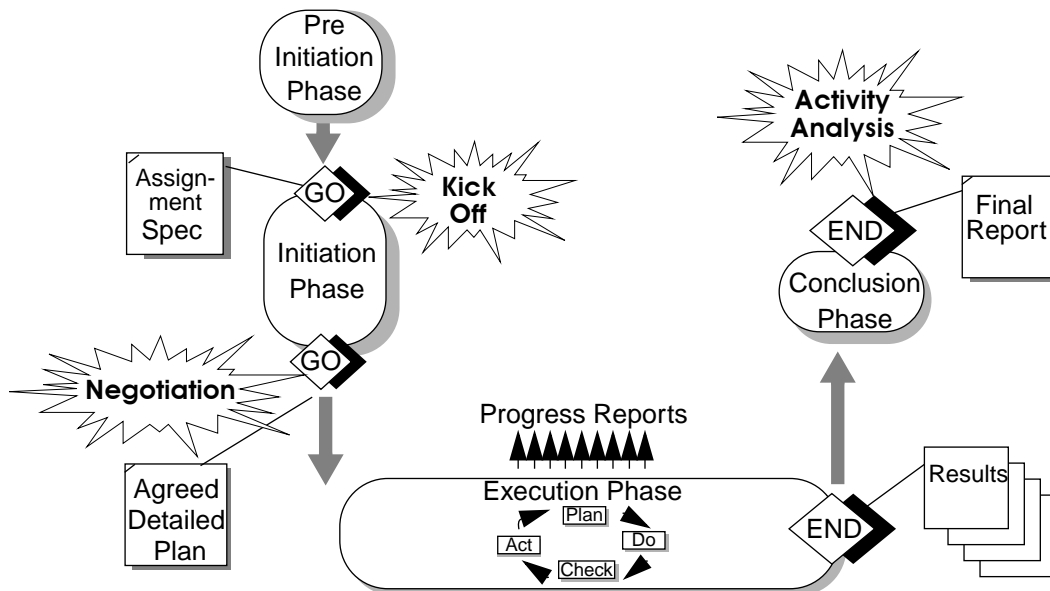 Pre
Initiation
Phase
Assign-
ment
Spec
GO
Kick
Off
Initiation
Phase
GO
Negotiation
Agreed
Detailed
Plan
Progress Reports
Execution Phase
Plan
Do
Check
Act
END
Results
Conclusion
Phase
END
Activity
Analysis
Final
Report